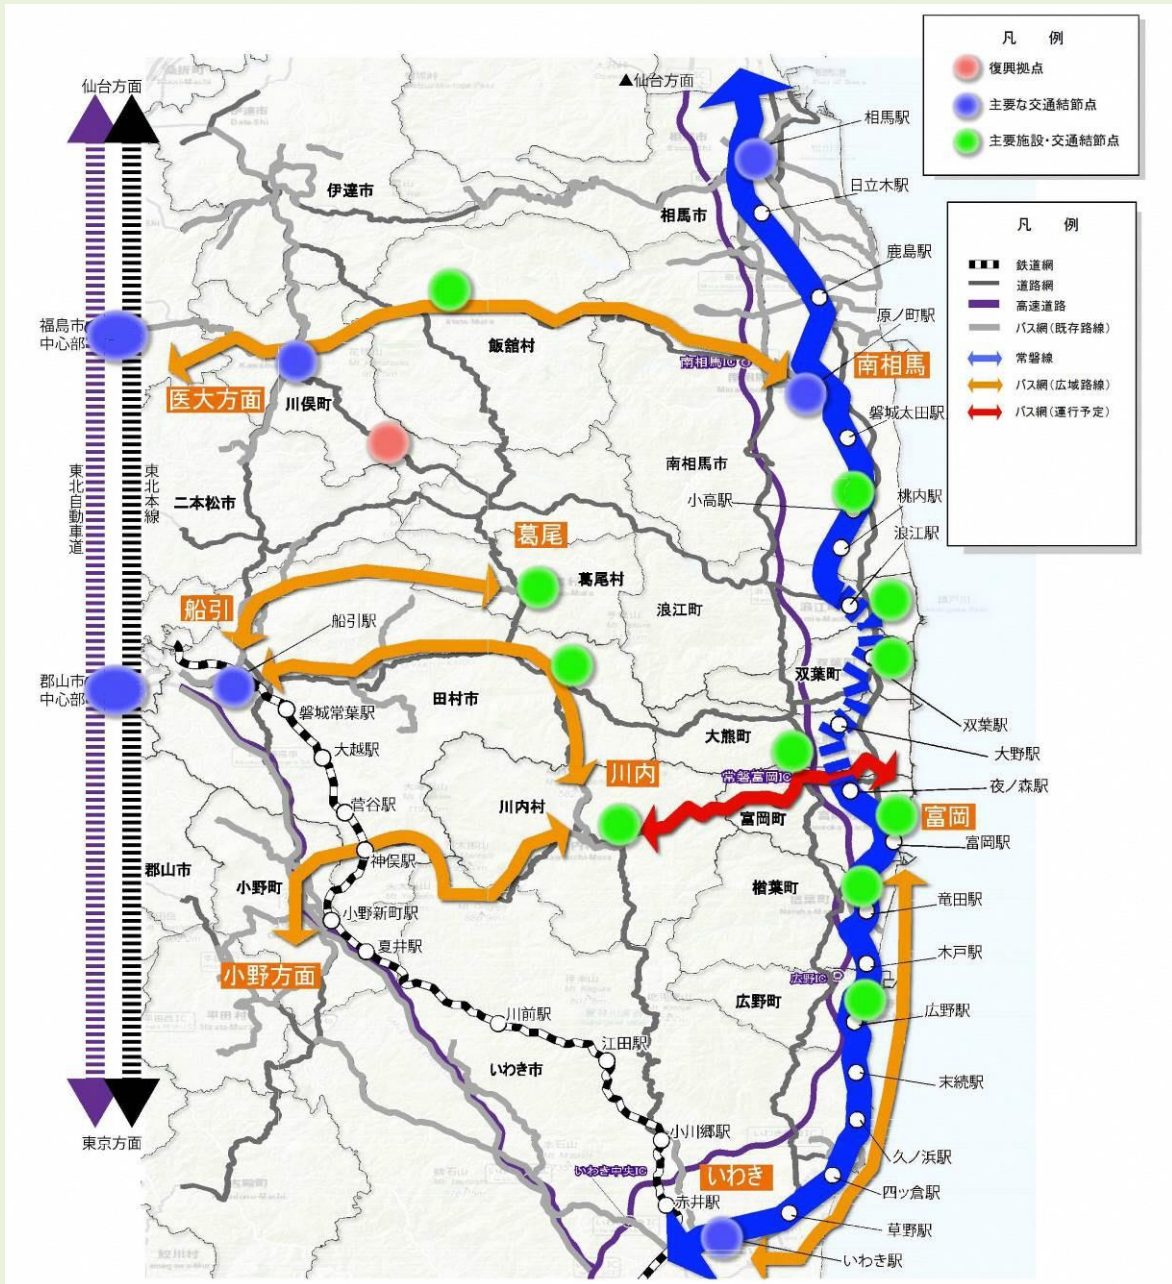 凡 例
復興拠点
主要な交通結節点
主要施設・交通結節点
凡 例
鉄道網
道路網
高速道路
バス網(既存路線)
常磐線
バス網(広域路線)
バス網(運行予定)
仙台方面
▲仙台方面
相馬駅
伊達市
日立木駅
相馬市
鹿島駅
原ノ町駅
福島市
中心部
飯舘村
南相馬IC
南相馬
医大方面
川俣町
磐城太田駅
南相馬市
東北自動車道
東北本線
二本松市
小高駅
桃内駅
浪江駅
葛尾
葛尾村
船引
船引駅
浪江町
郡山市
中心部
双葉町
田村市
磐城常葉駅
大熊町
双葉駅
大越駅
大野駅
川内
常磐富岡IC
夜ノ森駅
菅谷駅
川内村
富岡町
富岡
神俣駅
富岡駅
郡山市
小野町
楢葉町
竜田駅
小野新町駅
夏井駅
木戸駅
小野方面
広野IC
広野町
広野駅
川前駅
江田駅
いわき市
末続駅
小川郷駅
東京方面
久ノ浜駅
いわき中央IC
いわき
四ッ倉駅
赤井駅
草野駅
いわき駅